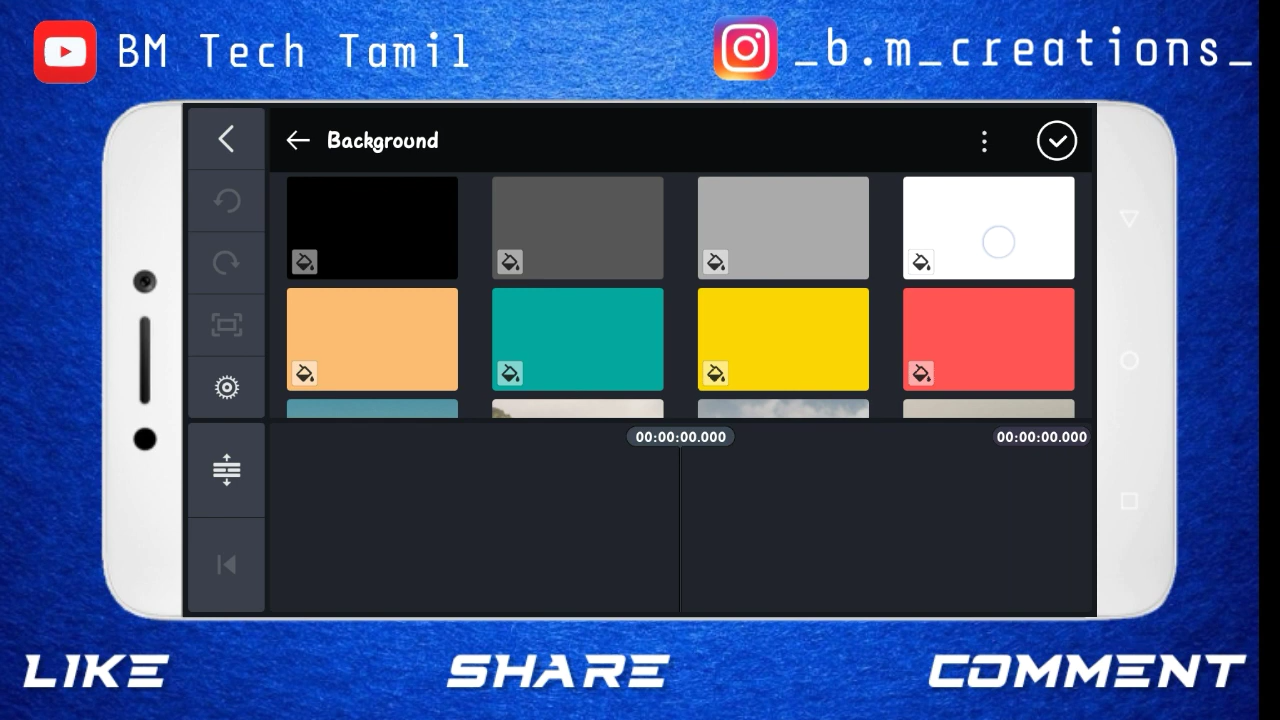 BM Tech Tamil
_b.m_creations_
Background
00:00:00.000
00:00:00.000
LIKE
SHARE
COMMENT